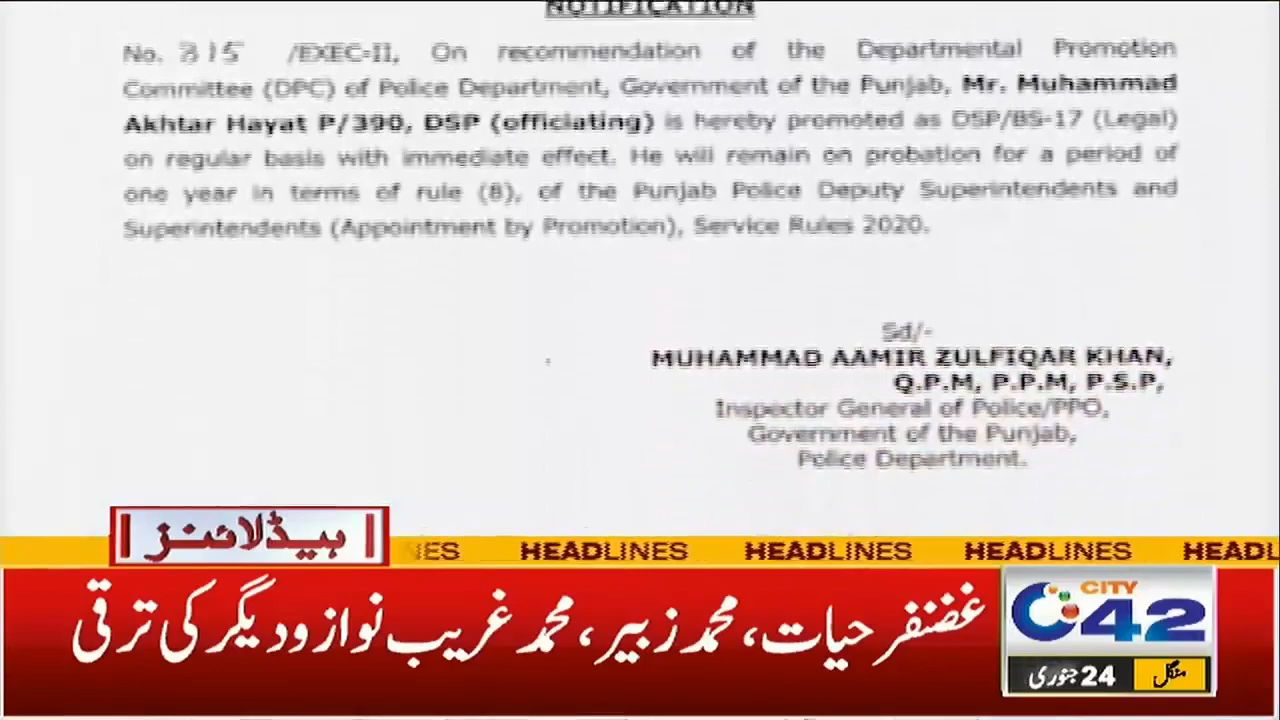 NOTIFICATION
No. 315 /EXEC-II, On recommendation of the Departmental Promotion
Committee (DPC) of Police Department, Government of the Punjab, Mr. Muhammad
Akhtar Hayat P/390, DSP (officiating) is hereby promoted as DSP/BS-17 (Legal)
on regular basis with immediate effect. He will remain on probation for a period of
one year in terms of rule (8), of the Punjab Police Deputy Superintendents and
Superintendents (Appointment by Promotion), Service Rules 2020.
Sd/-
MUHAMMAD AAMIR ZULFIQAR KHAN,
Q.P.M, P.P.M, P.S.P,
Inspector General of Police/PPO,
Government of the Punjab,
Police Department.
ہیڈلائنز
NES HEADLINES HEADLINES HEADLINES HEADL
غضنفر حیات، محمد زبیر، محمد غریب نواز ودیگر کی ترقی
CITY
42
منگل 24 جنوری